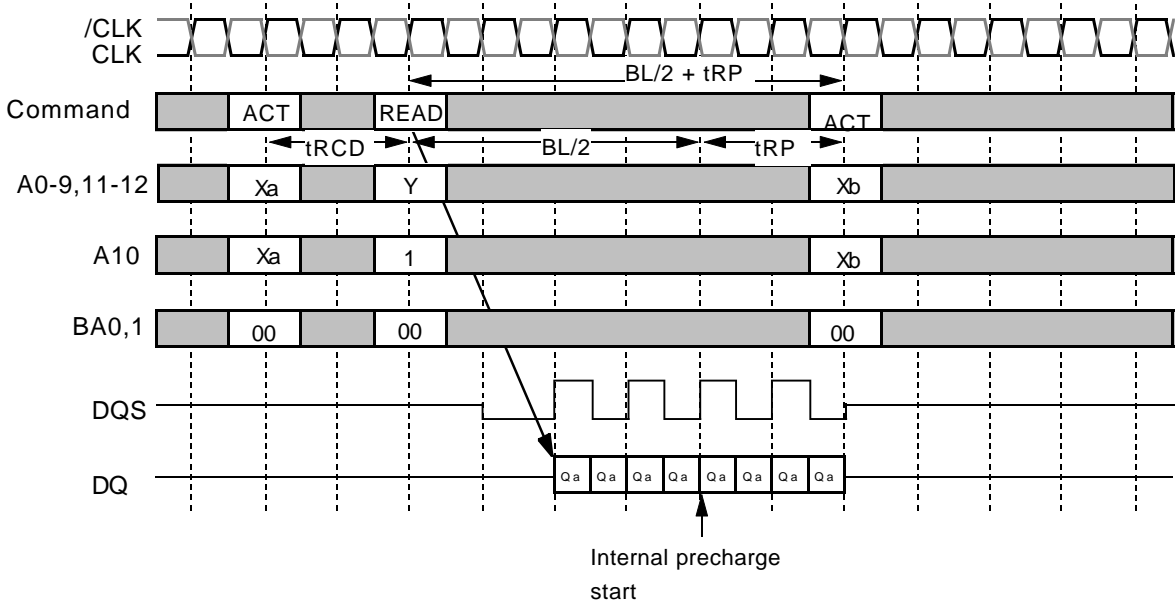 /CLK
CLK
BL/2 + tRP
Command ACT READ ACT
tRCD BL/2 tRP
A0-9,11-12 Xa Y Xb
A10 Xa 1 Xb
BA0,1 00 00 00
DQS
DQ Qa Qa Qa Qa Qa Qa Qa Qa
Internal precharge
start